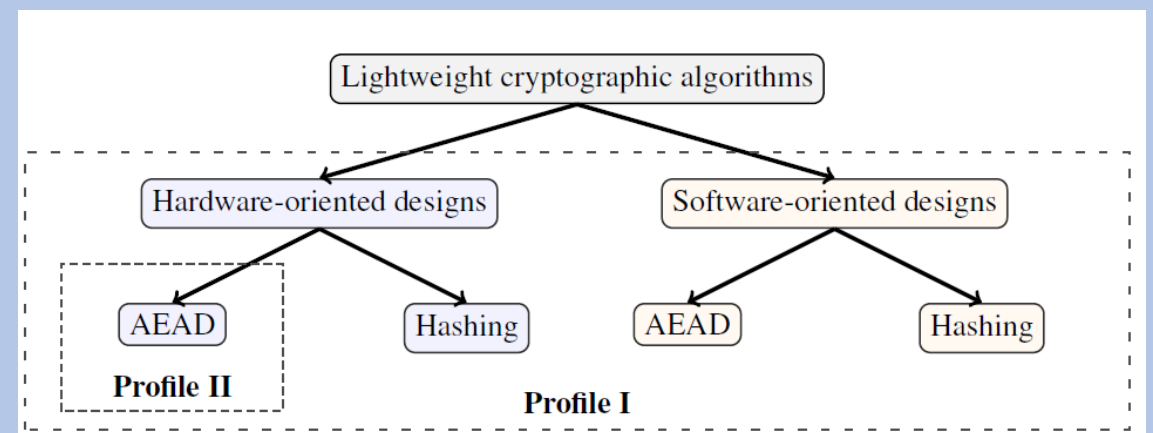 Lightweight cryptographic algorithms
Hardware-oriented designs
Software-oriented designs
AEAD
Hashing
AEAD
Hashing
Profile II
Profile I